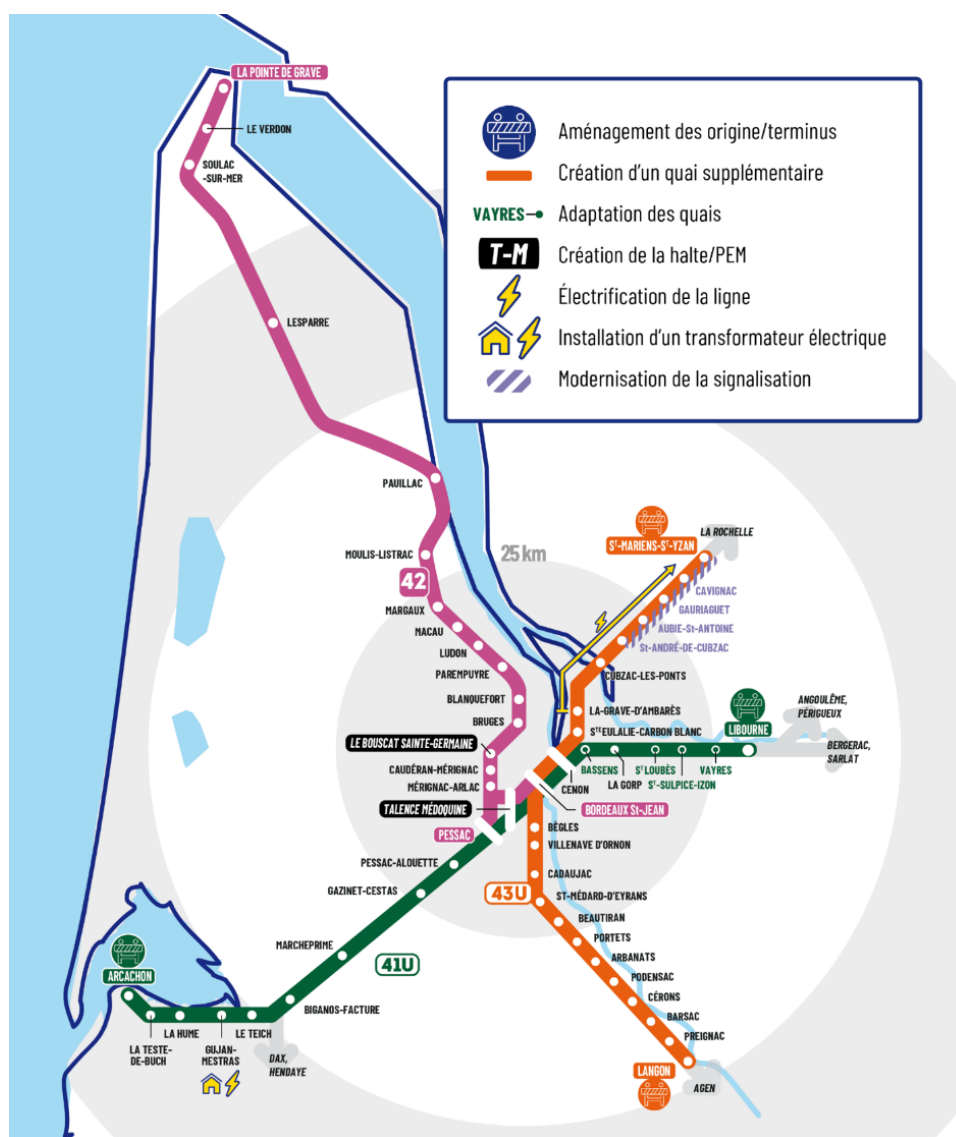 LA POINTE DE GRAVE
LE VERDON
SOULAC
-SUR-MER
LESPARRE
PAUILLAC
MOULIS-LISTRAC
42
MARGAUX
MACAU
LUDON
PAREMPUYRE
BLANQUEFORT
BRUGES
LE BOUSCAT SAINTE-GERMAINE
CAUDÉRAN-MÉRIGNAC
MÉRIGNAC-ARLAC
TALENCE MÉDOQUINE
PESSAC
Aménagement des origine/terminus
Création d'un quai supplémentaire
VAYRES
Adaptation des quais
T-M
Création de la halte/PEM
Électrification de la ligne
Installation d'un transformateur électrique
Modernisation de la signalisation
25 km
LA ROCHELLE
Sᵀ-MARIENS-Sᵀ-YZAN
CAVIGNAC
GAURIAGUET
AUBIE-St-ANTOINE
St-ANDRÉ-DE-CUBZAC
CUBZAC-LES-PONTS
LA-GRAVE-D'AMBARÈS
Sᵀᴱ EULALIE-CARBON BLANC
ANGOULÊME,
PÉRIGUEUX
LIBOURNE
BERGERAC,
SARLAT
CENON
BASSENS
LA GORP
Sᵀ LOUBÈS
Sᵀ-SULPICE-IZON
VAYRES
BORDEAUX St-JEAN
BÈGLES
VILLENAVE D'ORNON
CADAUJAC
43U
ST-MÉDARD-D'EYRANS
BEAUTIRAN
PORTETS
ARBANATS
PODENSAC
CÉRONS
BARSAC
PREIGNAC
LANGON
AGEN
PESSAC-ALOUETTE
GAZINET-CESTAS
MARCHEPRIME
41U
BIGANOS-FACTURE
ARCACHON
LA TESTE-
DE-BUCH
LA HUME
GUJAN-
MESTRAS
LE TEICH
DAX,
HENDAYE